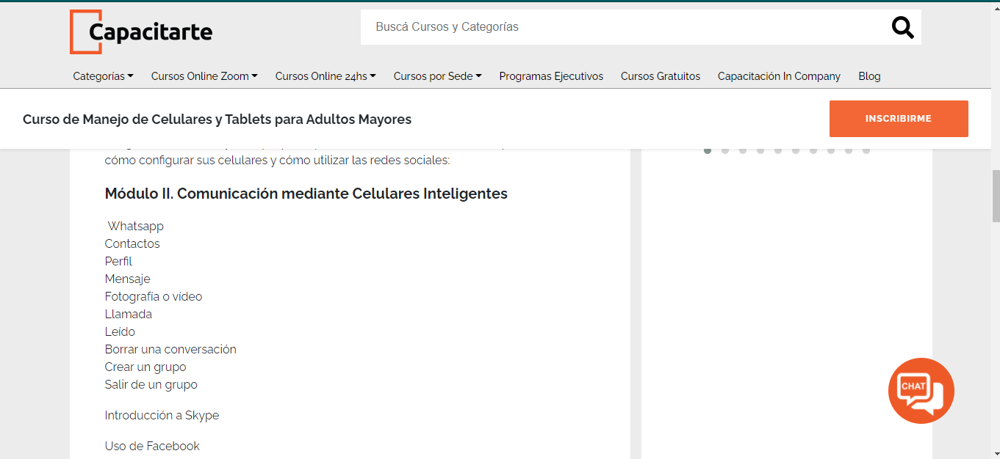 Capacitarte
Buscá Cursos y Categorías
Categorías Cursos Online Zoom Cursos Online 24hs Cursos por Sede Programas Ejecutivos Cursos Gratuitos Capacitación In Company Blog
Curso de Manejo de Celulares y Tablets para Adultos Mayores
INSCRIBIRME
cómo configurar sus celulares y cómo utilizar las redes sociales:
Módulo II. Comunicación mediante Celulares Inteligentes
Whatsapp
Contactos
Perfil
Mensaje
Fotografía o vídeo
Llamada
Leído
Borrar una conversación
Crear un grupo
Salir de un grupo
Introducción a Skype
Uso de Facebook
CHAT